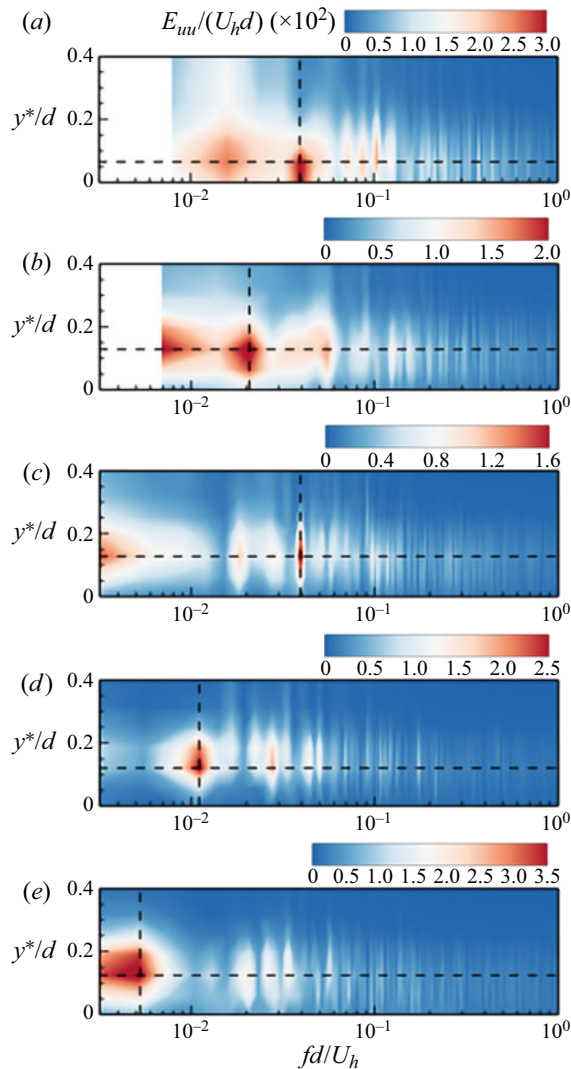 (a) E_uu/(U_h d) (×10²) 0 0.5 1.0 1.5 2.0 2.5 3.0
0.4
y*/d 0.2
0
10⁻² 10⁻¹ 10⁰
0 0.5 1.0 1.5 2.0
(b) 0.4
y*/d 0.2
0
10⁻² 10⁻¹ 10⁰
0 0.4 0.8 1.2 1.6
(c) 0.4
y*/d 0.2
0
10⁻² 10⁻¹ 10⁰
0 0.5 1.0 1.5 2.0 2.5
(d) 0.4
y*/d 0.2
0
10⁻² 10⁻¹ 10⁰
0 0.5 1.0 1.5 2.0 2.5 3.0 3.5
(e) 0.4
y*/d 0.2
0
10⁻² 10⁻¹ 10⁰
fd/U_h